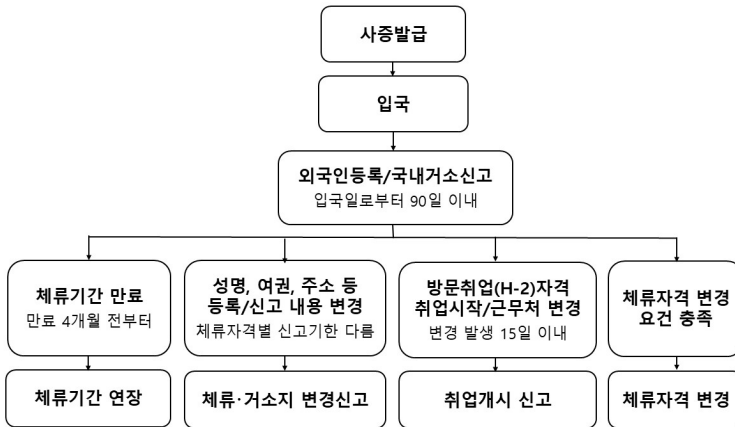 사증발급
입국
외국인등록/국내거소신고
입국일로부터 90일 이내
체류기간 만료
만료 4개월 전부터
성명, 여권, 주소 등
등록/신고 내용 변경
체류자격별 신고기한 다름
방문취업(H-2)자격
취업시작/근무처 변경
변경 발생 15일 이내
체류자격 변경
요건 충족
체류기간 연장
체류·거소지 변경신고
취업개시 신고
체류자격 변경